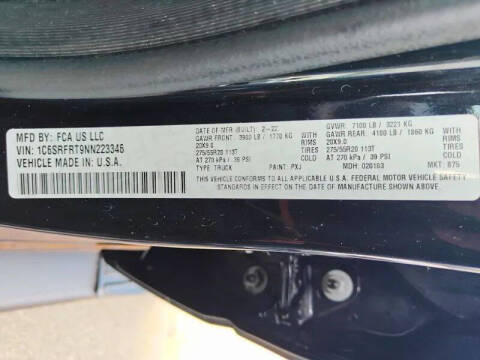 MFD BY: FCA US LLC
VIN: 1C6SRFRT9NN223346
VEHICLE MADE IN: U.S.A.
DATE OF MFR (BUILT): 2-22
GAWR FRONT: 3900 LB / 1770 KG
20X9.0
275/55R20 113T
AT 270 kPa / 39 PSI
TYPE: TRUCK PAINT: PXJ
WITH
RIMS
TIRES
GVWR: 7100 LB / 3221 KG
GAWR REAR: 4100 LB / 1860 KG
20X9.0
275/55R20 113T
AT 270 kPa / 39 PSI
MDH: 020103
WITH
RIMS
TIRES
MKT: B75
THIS VEHICLE CONFORMS TO ALL APPLICABLE U.S.A. FEDERAL MOTOR VEHICLE SAFETY
STANDARDS IN EFFECT ON THE DATE OF MANUFACTURE SHOWN ABOVE